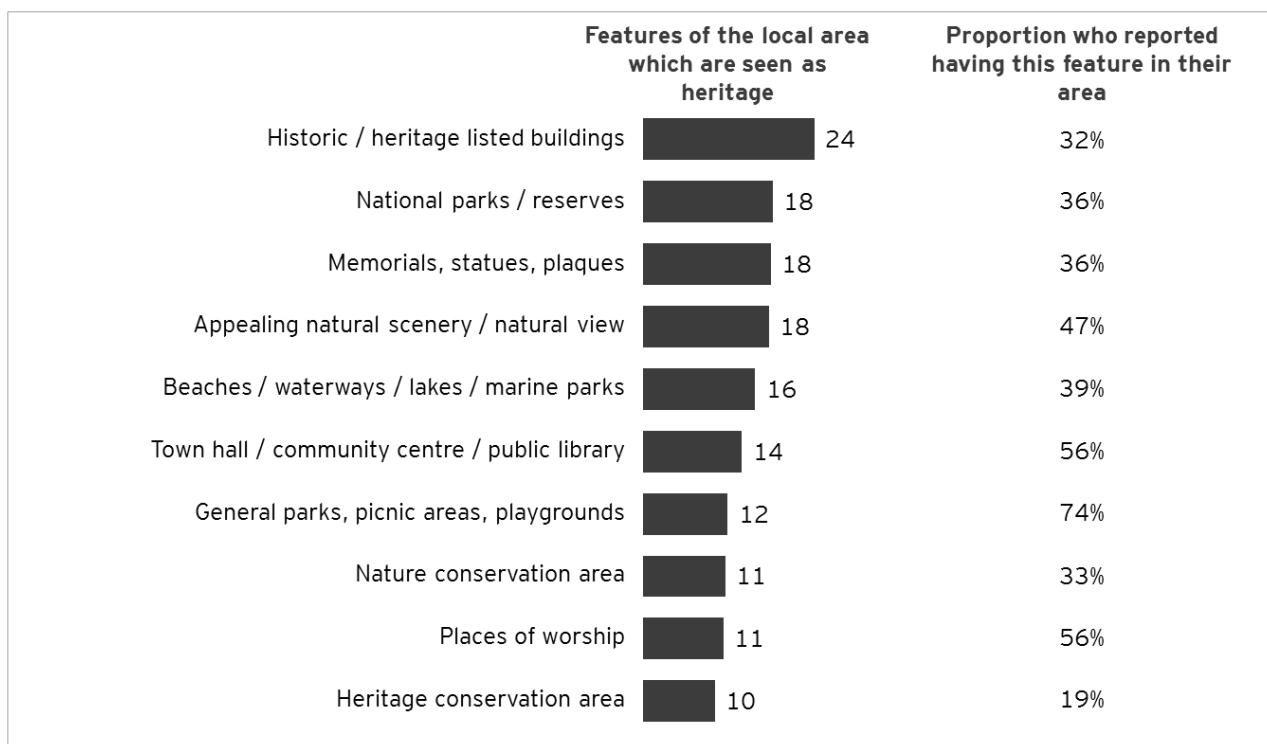 Features of the local area
which are seen as
heritage
Proportion who reported
having this feature in their
area
Historic / heritage listed buildings 24 32%
National parks / reserves 18 36%
Memorials, statues, plaques 18 36%
Appealing natural scenery / natural view 18 47%
Beaches / waterways / lakes / marine parks 16 39%
Town hall / community centre / public library 14 56%
General parks, picnic areas, playgrounds 12 74%
Nature conservation area 11 33%
Places of worship 11 56%
Heritage conservation area 10 19%